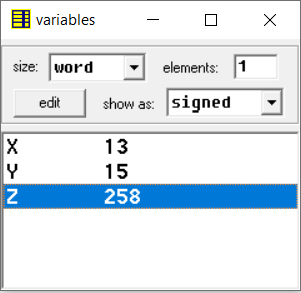 variables
size: word elements: 1
edit show as: signed
X 13
Y 15
Z 258